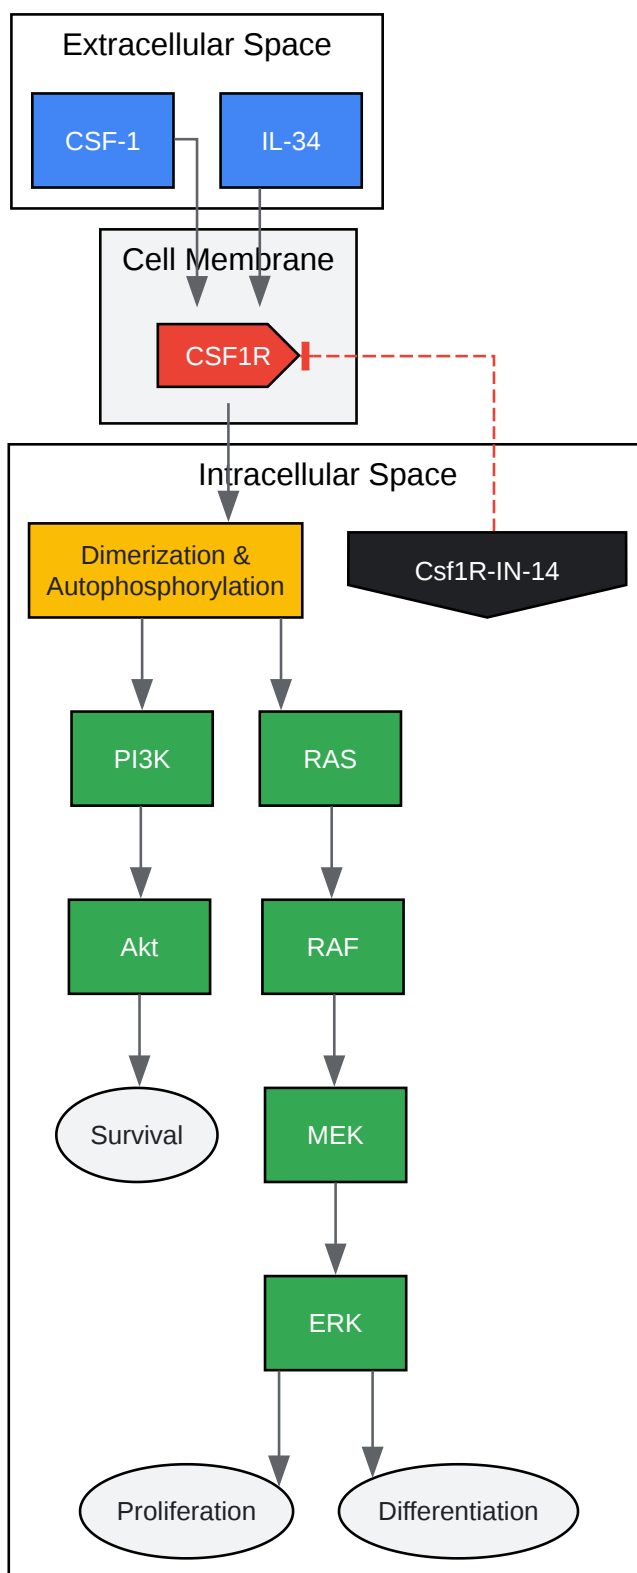 Extracellular Space
CSF-1
IL-34
Cell Membrane
CSF1R
Intracellular Space
Dimerization &
Autophosphorylation
Csf1R-IN-14
PI3K
RAS
Akt
RAF
Survival
MEK
ERK
Proliferation
Differentiation